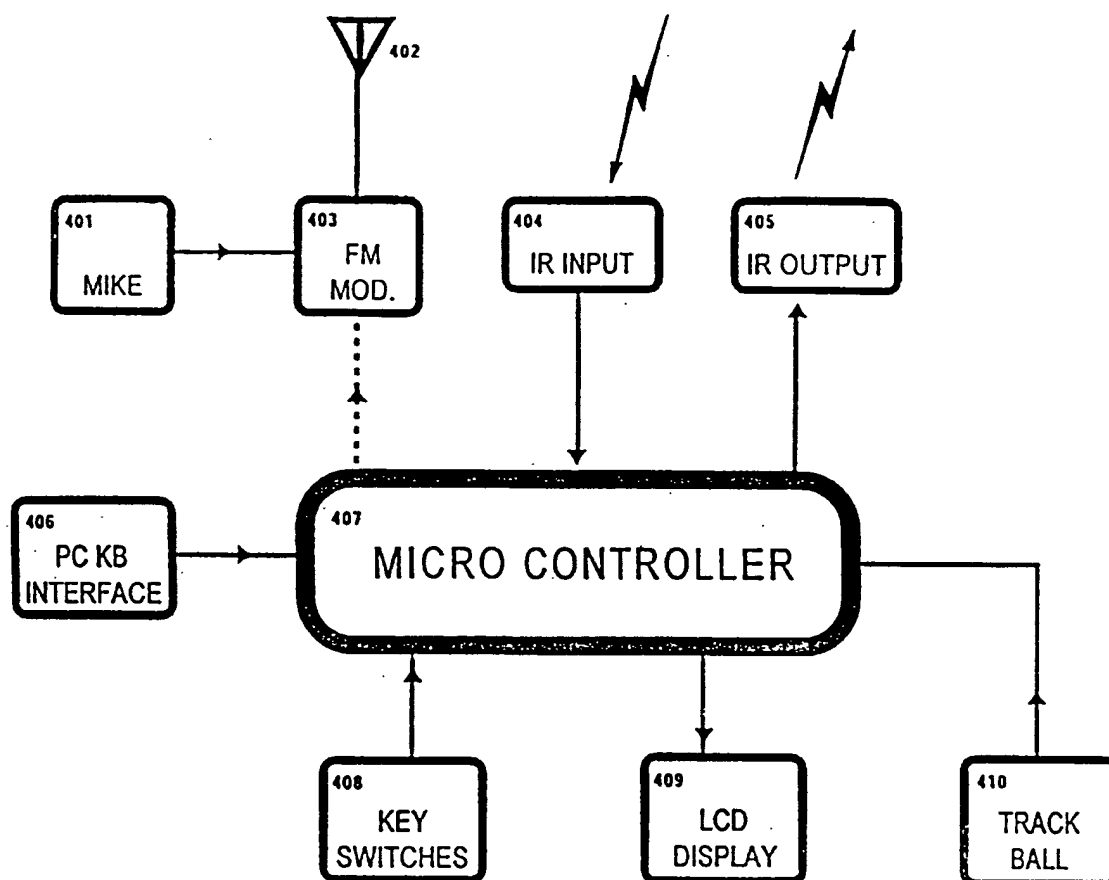 402
401
MIKE
403
FM
MOD.
404
IR INPUT
405
IR OUTPUT
406
PC KB
INTERFACE
407
MICRO CONTROLLER
408
KEY
SWITCHES
409
LCD
DISPLAY
410
TRACK
BALL